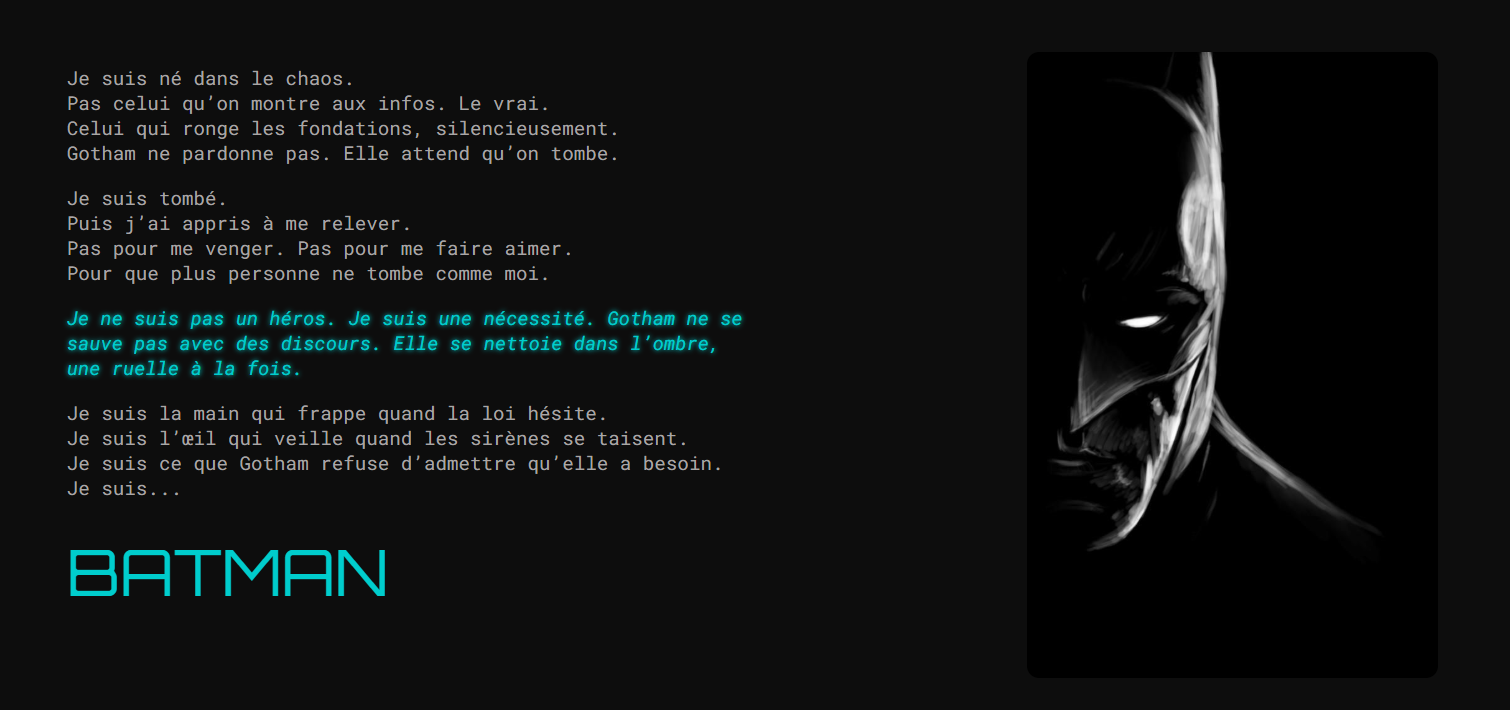 Je suis né dans le chaos.
Pas celui qu’on montre aux infos. Le vrai.
Celui qui ronge les fondations, silencieusement.
Gotham ne pardonne pas. Elle attend qu’on tombe.
Je suis tombé.
Puis j’ai appris à me relever.
Pas pour me venger. Pas pour me faire aimer.
Pour que plus personne ne tombe comme moi.
Je ne suis pas un héros. Je suis une nécessité. Gotham ne se
sauve pas avec des discours. Elle se nettoie dans l’ombre,
une ruelle à la fois.
Je suis la main qui frappe quand la loi hésite.
Je suis l’œil qui veille quand les sirènes se taisent.
Je suis ce que Gotham refuse d’admettre qu’elle a besoin.
Je suis...
BATMAN